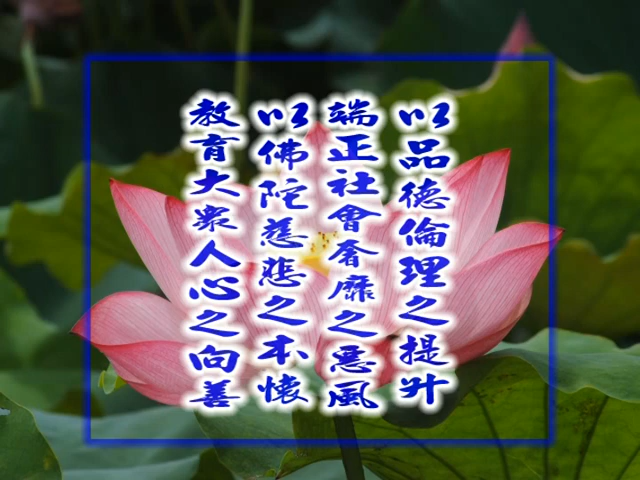 以品德倫理之提升
端正社會奢靡之惡風
以佛陀慈悲之本懷
教育大眾人心之向善